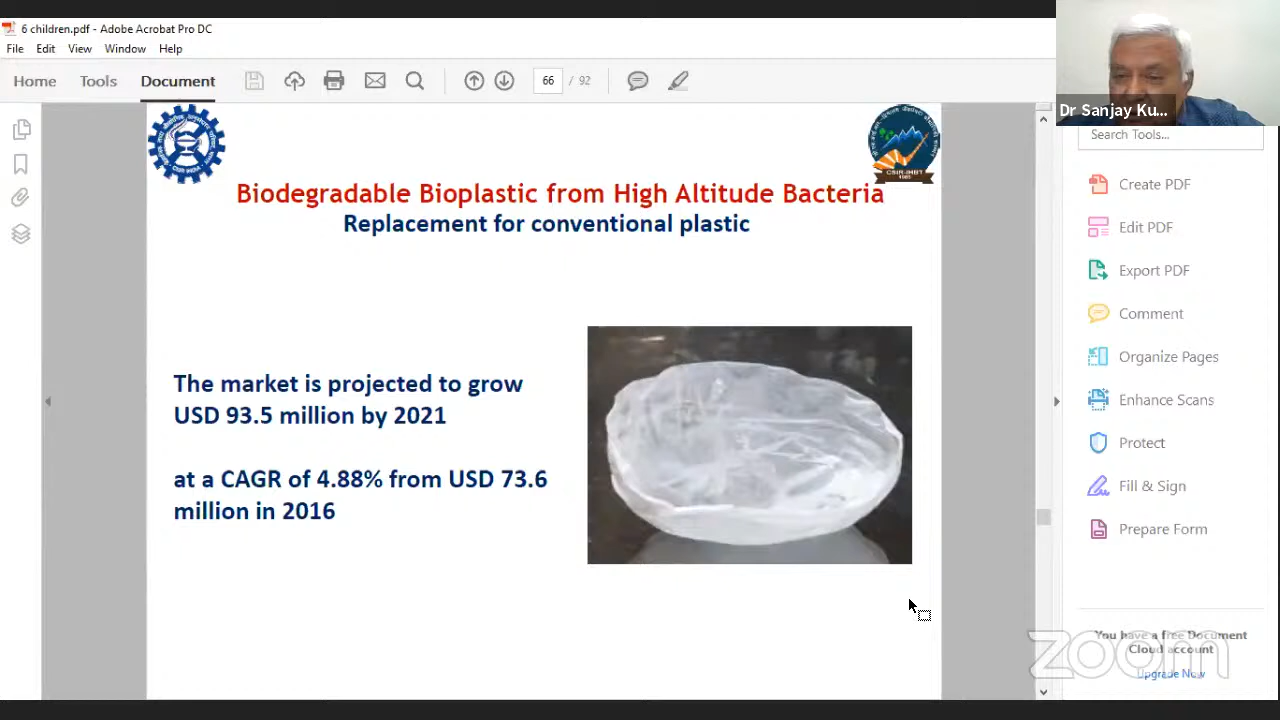 6 children.pdf - Adobe Acrobat Pro DC
File Edit View Window Help
Home Tools Document 66 / 92
Dr Sanjay Ku...
Search Tools...
CSIR-INDIA
CSIR-IHBT
Biodegradable Bioplastic from High Altitude Bacteria
Replacement for conventional plastic
The market is projected to grow
USD 93.5 million by 2021
at a CAGR of 4.88% from USD 73.6
million in 2016
Create PDF
Edit PDF
Export PDF
Comment
Organize Pages
Enhance Scans
Protect
Fill & Sign
Prepare Form
You have a free Document
Cloud account
Upgrade Now
zoom